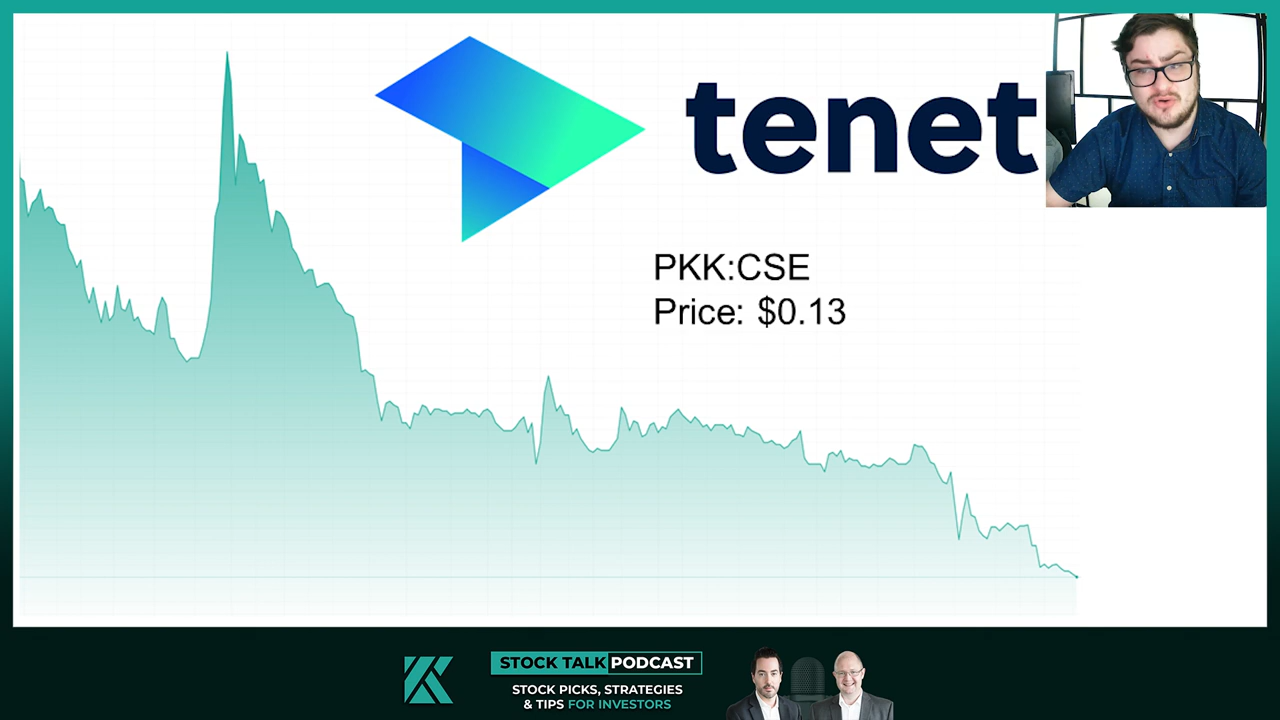 tenet
PKK:CSE
Price: $0.13
STOCK TALK PODCAST
STOCK PICKS, STRATEGIES
& TIPS FOR INVESTORS